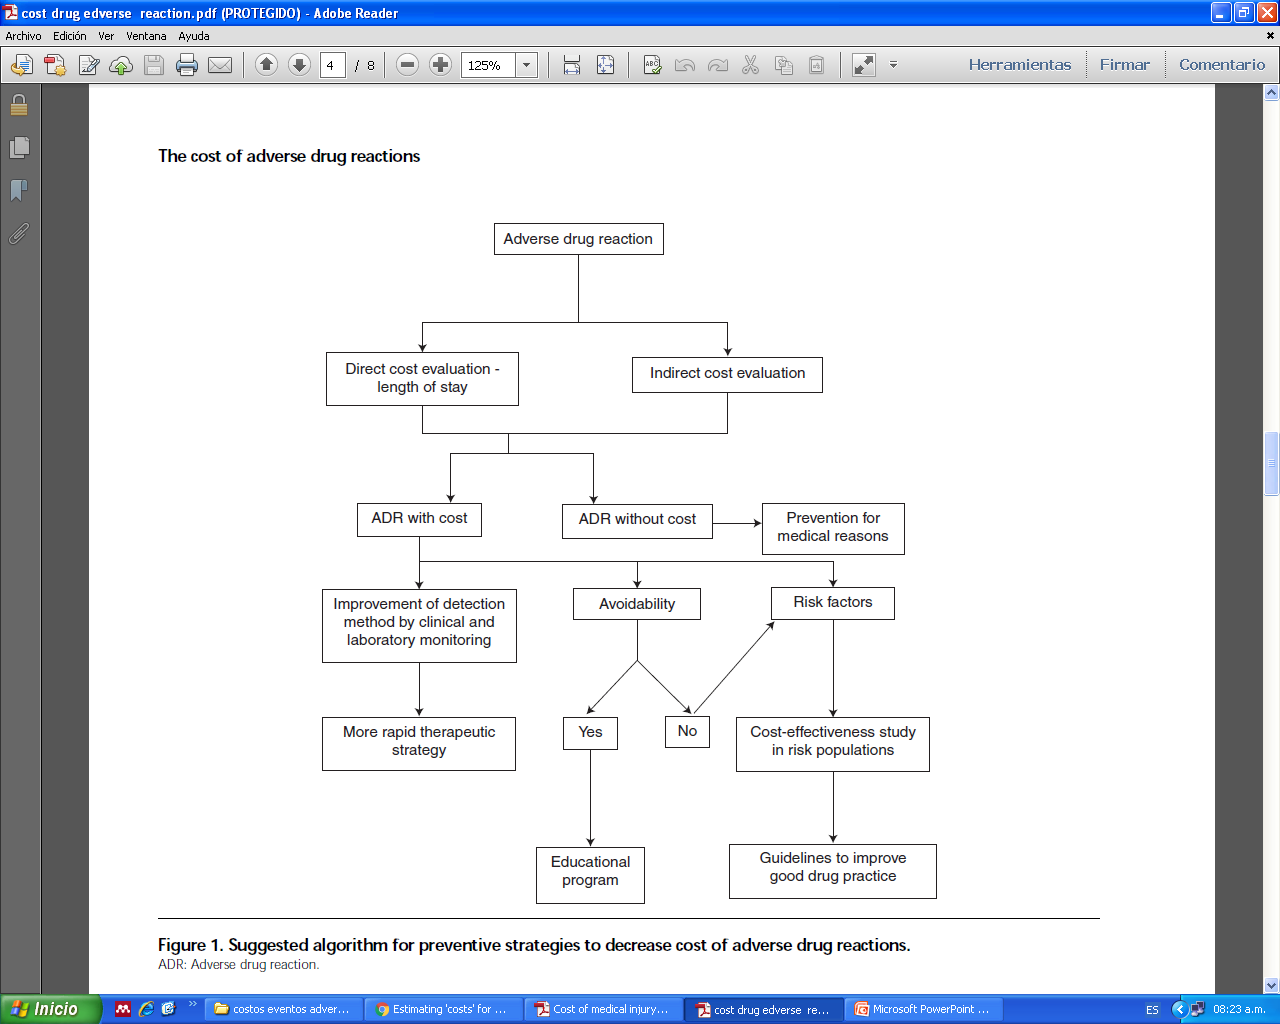 cost drug edverse  reaction.pdf (PROTEGIDO) - Adobe Reader
Archivo Edición Ver Ventana Ayuda
4 / 8 125% Herramientas Firmar Comentario
The cost of adverse drug reactions
Adverse drug reaction
Direct cost evaluation -
length of stay
Indirect cost evaluation
ADR with cost
ADR without cost
Prevention for
medical reasons
Improvement of detection
method by clinical and
laboratory monitoring
Avoidability
Risk factors
More rapid therapeutic
strategy
Yes
No
Cost-effectiveness study
in risk populations
Educational
program
Guidelines to improve
good drug practice
Figure 1. Suggested algorithm for preventive strategies to decrease cost of adverse drug reactions.
ADR: Adverse drug reaction.
Inicio costos eventos adver... Estimating 'costs' for ... Cost of medical injury... cost drug edverse  re... Microsoft PowerPoint ... ES 08:23 a.m.